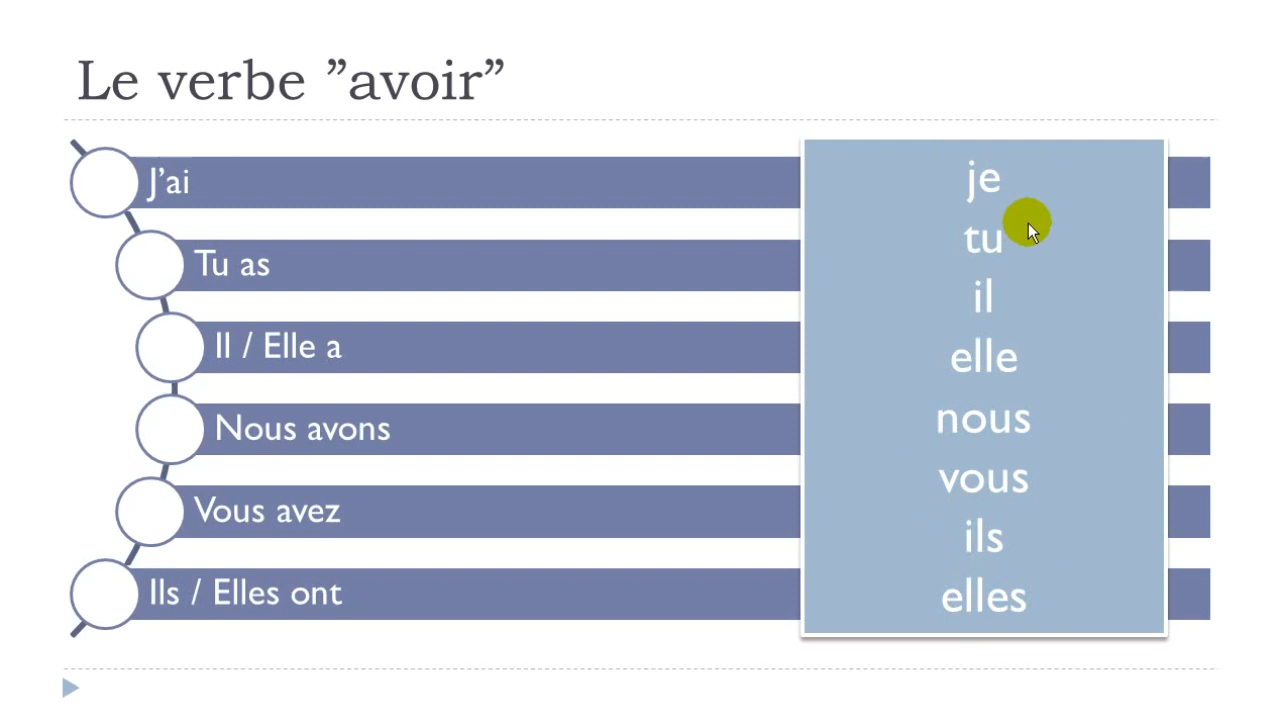 Le verbe ”avoir”
J’ai
Tu as
Il / Elle a
Nous avons
Vous avez
Ils / Elles ont
je
tu
il
elle
nous
vous
ils
elles